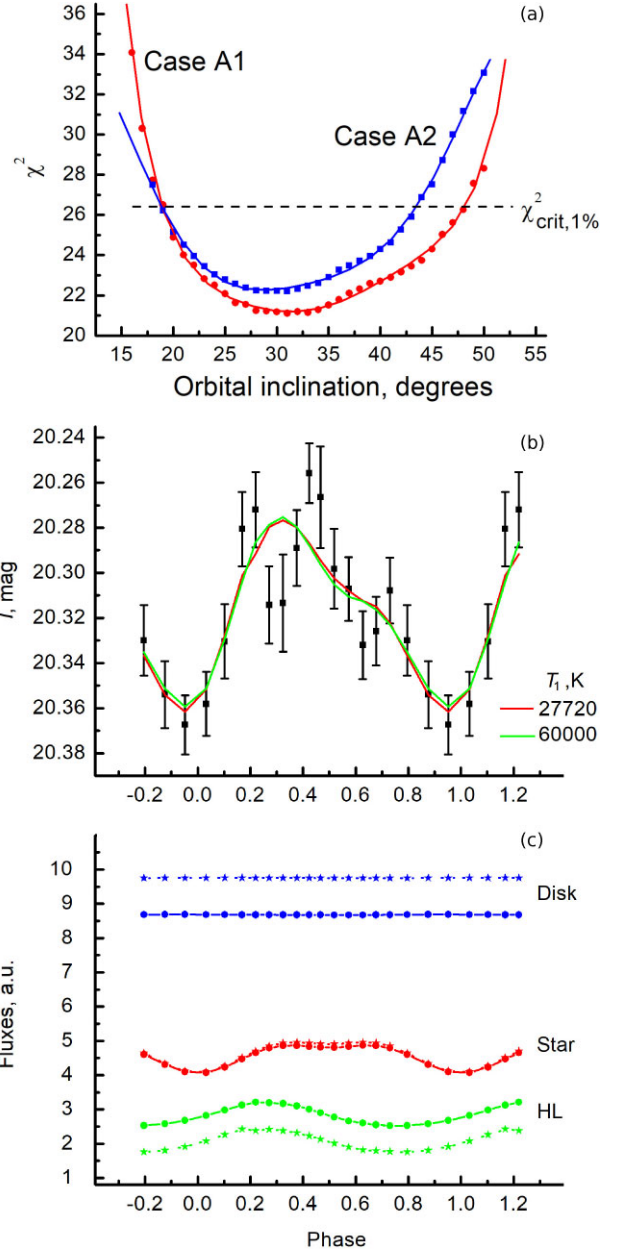 (a)
36
34
32
30
28
26
24
22
20
χ²
Case A1
Case A2
χ²crit,1%
15 20 25 30 35 40 45 50 55
Orbital inclination, degrees
(b)
20.24
20.26
20.28
20.30
20.32
20.34
20.36
20.38
I, mag
T₁ ,K
27720
60000
-0.2 0.0 0.2 0.4 0.6 0.8 1.0 1.2
(c)
10
9
8
7
6
5
4
3
2
1
Fluxes, a.u.
Disk
Star
HL
-0.2 0.0 0.2 0.4 0.6 0.8 1.0 1.2
Phase